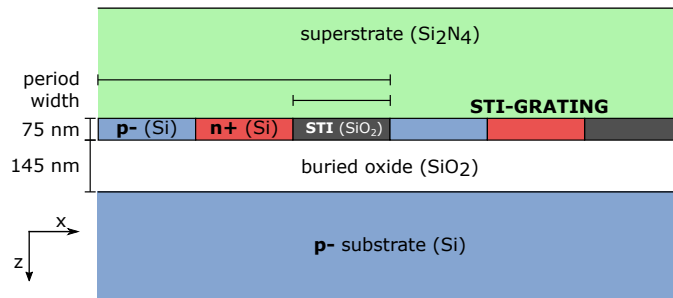 superstrate (Si2N4)
period
width
STI-GRATING
75 nm
p- (Si)
n+ (Si)
STI (SiO2)
145 nm
buried oxide (SiO2)
x
z
p- substrate (Si)